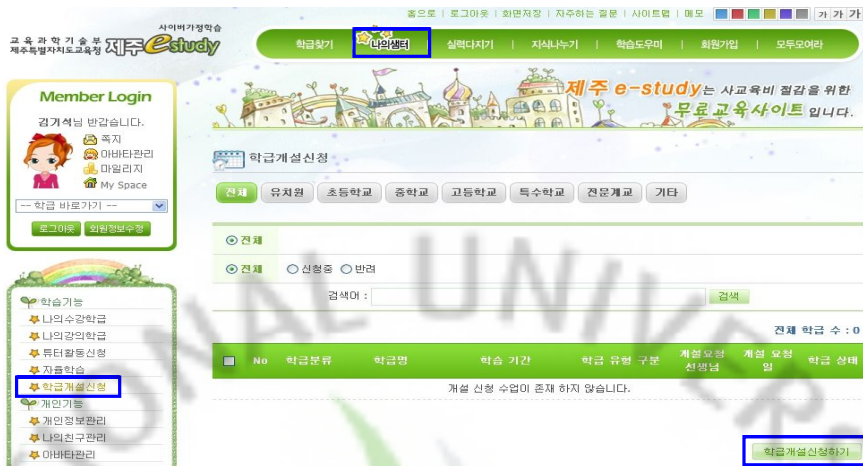 홈으로 | 로그아웃 | 화면저장 | 자주하는 질문 | 사이트맵 | 메모 가 가 가
사이버가정학습
교육과학기술부
제주특별자치도교육청 제주 e study
학급찾기 나의샘터 실력다지기 | 지식나누기 | 학습도우미 | 회원가입 | 모두모여라
Member Login
김기석님 반갑습니다.
쪽지
아바타관리
마일리지
My Space
-- 학급 바로가기 --
로그아웃 회원정보수정
제주 e-study는 사교육비 절감을 위한
무료교육사이트 입니다.
학급개설신청
전체 유치원 초등학교 중학교 고등학교 특수학교 전문계교 기타
전체
전체 신청중 반려
검색어 : 검색
전체 학급 수 : 0
No 학급분류 학급명 학습 기간 학급 유형 구분 개설요청 선생님 개설 요청일 학급 상태
개설 신청 수업이 존재 하지 않습니다.
학급개설신청하기
학습기능
나의수강학급
나의강의학급
튜터활동신청
자율학습
학급개설신청
개인기능
개인정보관리
나의친구관리
아바타관리
ONAL UNIVER